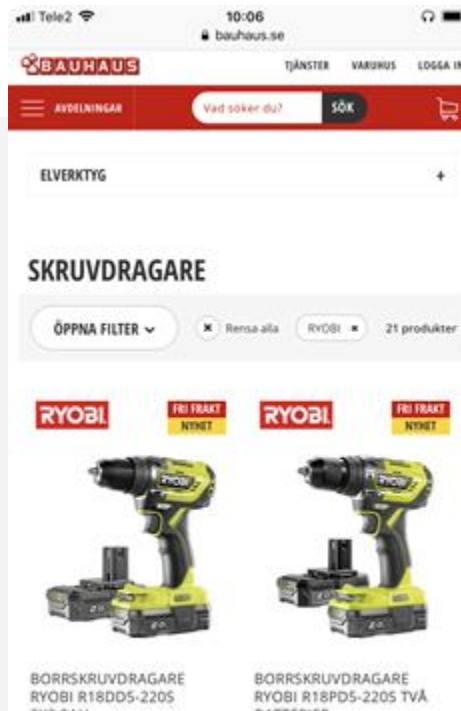 Tele2 10:06
bauhaus.se
BAUHAUS TJÄNSTER VARUHUS LOGGA IN
AVDELNINGAR Vad söker du? SÖK
ELVERKTYG +
SKRUVDRAGARE
ÖPPNA FILTER Rensa alla RYOBI 21 produkter
RYOBI FRI FRAKT RYOBI FRI FRAKT
NYHET NYHET
RYOBI RYOBI
BORRSKRUVDRAGARE BORRSKRUVDRAGARE
RYOBI R18DD5-220S RYOBI R18PD5-220S TVÅ